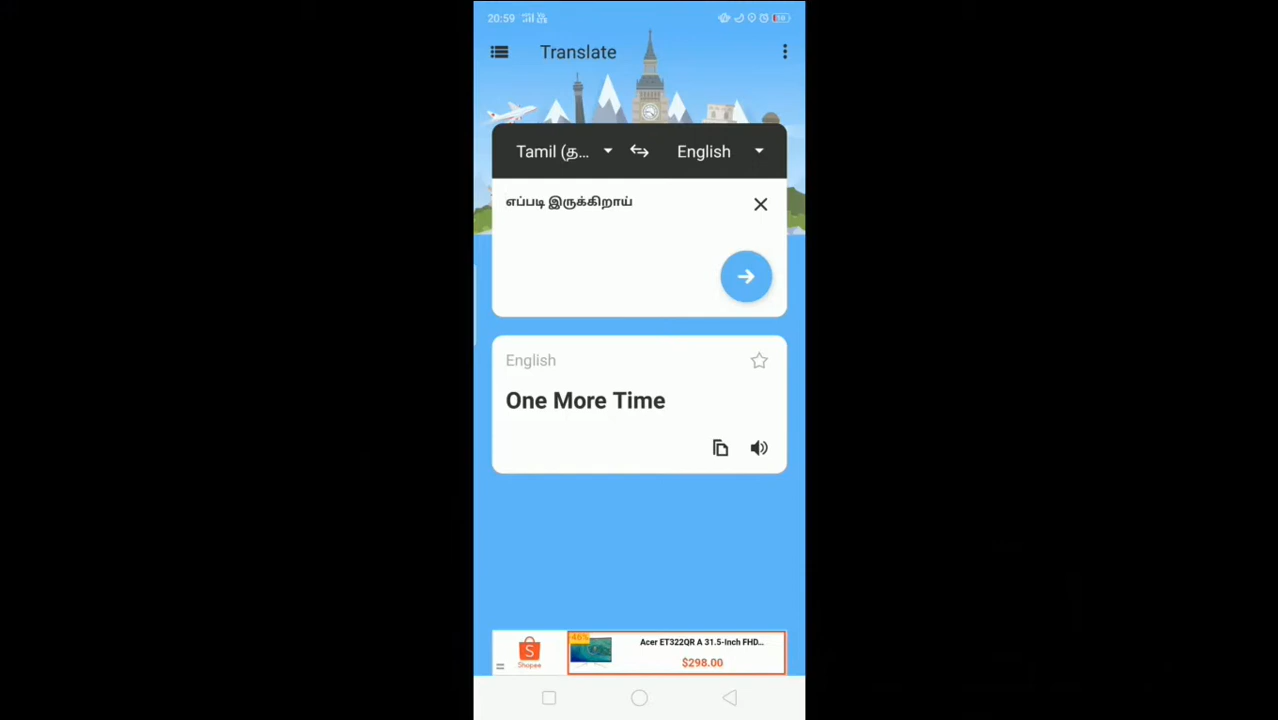 20:59
Translate
Tamil (த... English
எப்படி இருக்கிறாய்
English
One More Time
46%
Acer ET322QR A 31.5-Inch FHD...
Shopee
$298.00